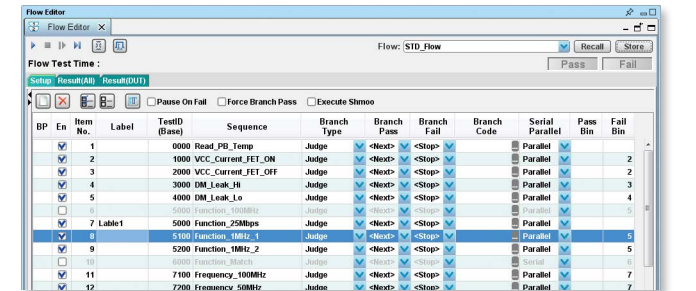 Flow Editor
Flow Editor
Flow: STD_Flow Recall Store
Flow Test Time : Pass Fail
Setup Result(All) Result(DUT)
Pause On Fail Force Branch Pass Execute Shmoo
BP En Item No. Label TestID (Base) Sequence Branch Type Branch Pass Branch Fail Branch Code Serial Parallel Pass Bin Fail Bin
1 0000 Read_PB_Temp Judge <Next> <Stop> Parallel
2 1000 VCC_Current_FET_ON Judge <Next> <Stop> Parallel 2
3 2000 VCC_Current_FET_OFF Judge <Next> <Stop> Parallel 2
4 3000 DM_Leak_Hi Judge <Next> <Stop> Parallel 3
5 4000 DM_Leak_Lo Judge <Next> <Stop> Parallel 4
6 5000 Function_100MHz Judge <Next> <Stop> Parallel 5
7 Lable1 5000 Function_25Mbps Judge <Next> <Stop> Parallel
8 5100 Function_1MHz_1 Judge <Next> <Stop> Parallel 5
9 5200 Function_1MHz_2 Judge <Next> <Stop> Parallel 5
10 6000 Function_Match Judge <Next> <Stop> Serial 6
11 7100 Frequency_100MHz Judge <Next> <Stop> Parallel 7
12 7200 Frequency_50MHz Judge <Next> <Stop> Parallel 7